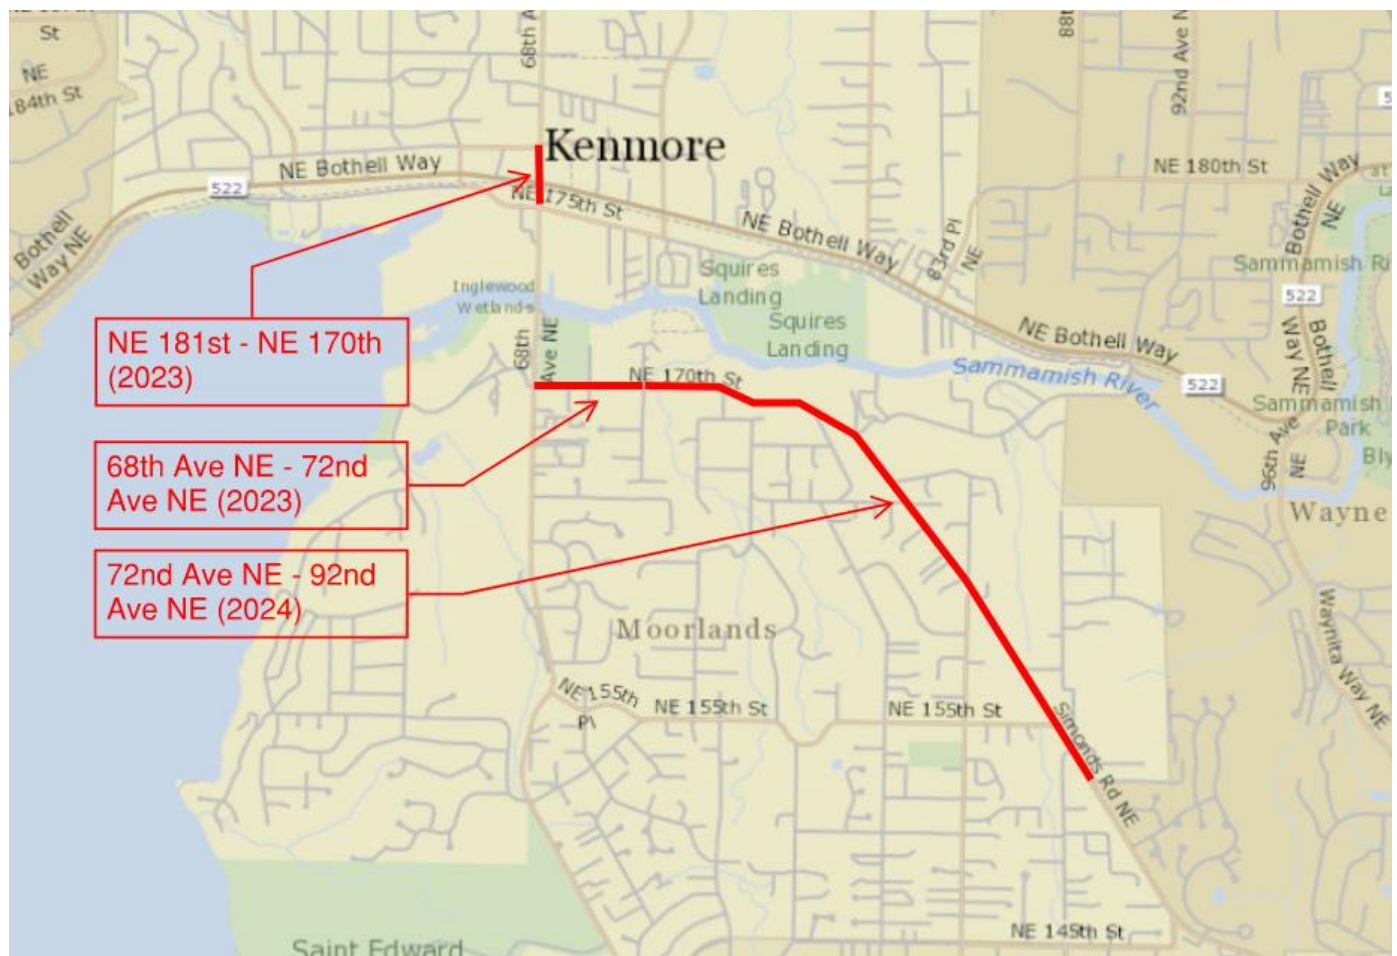 St
NE
184th St
68th A
88t
92nd Ave N
Kenmore
NE Bothell Way
522
NE 175th St
NE 180th St
Bothell Way
NE
Bothell
Way NE
NE Bothell Way
83rd Pl
NE
Squires
Landing
Squires
Landing
Inglewood
Wetlands
522
Bothell
Way NE
NE 181st - NE 170th
(2023)
68th
Ave NE
NE 170th St
NE Bothell Way
Sammamish River
522
Park
96th Ave
NE
68th Ave NE - 72nd
Ave NE (2023)
Wayne
72nd Ave NE - 92nd
Ave NE (2024)
Moorlands
Waynita Way NE
NE 155th
Pl
NE 155th St
NE 155th St
Simonds Rd NE
NE 145th St
Saint Edward